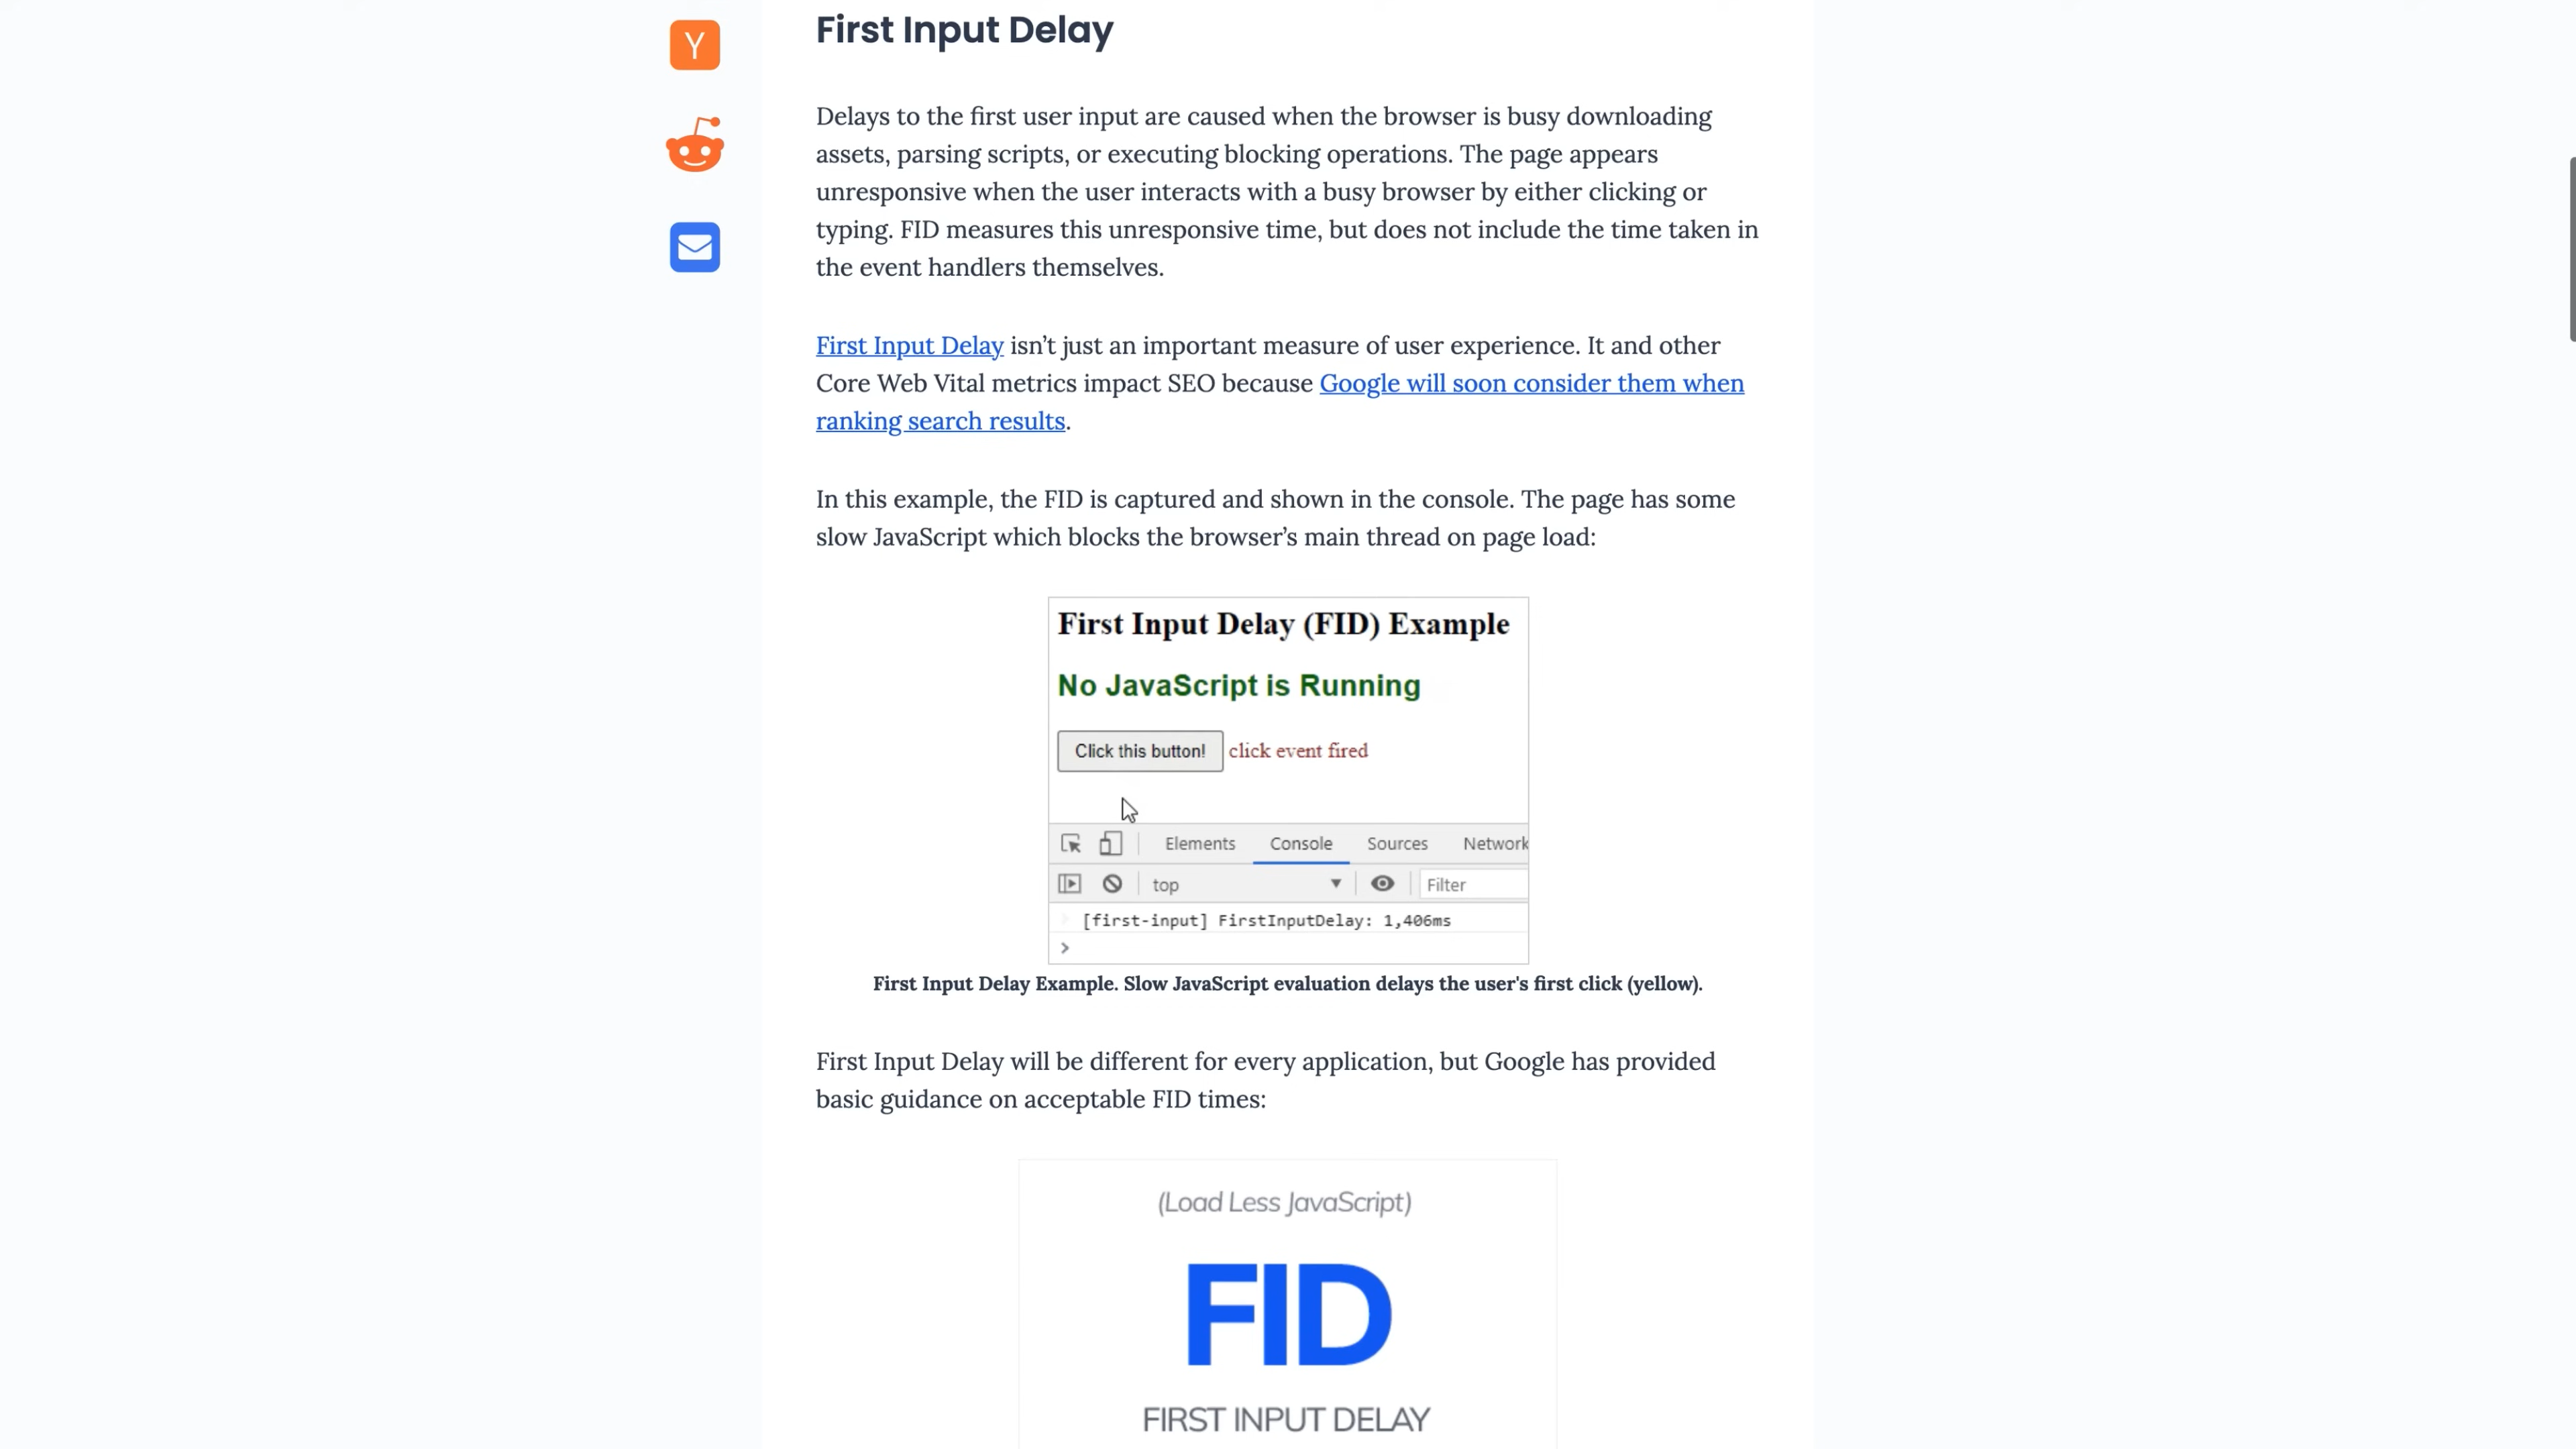 First Input Delay
Delays to the first user input are caused when the browser is busy downloading
assets, parsing scripts, or executing blocking operations. The page appears
unresponsive when the user interacts with a busy browser by either clicking or
typing. FID measures this unresponsive time, but does not include the time taken in
the event handlers themselves.
First Input Delay isn’t just an important measure of user experience. It and other
Core Web Vital metrics impact SEO because Google will soon consider them when
ranking search results.
In this example, the FID is captured and shown in the console. The page has some
slow JavaScript which blocks the browser’s main thread on page load:
First Input Delay (FID) Example
No JavaScript is Running
Click this button! click event fired
Elements Console Sources Network
top Filter
[first-input] FirstInputDelay: 1,406ms
>
First Input Delay Example. Slow JavaScript evaluation delays the user's first click (yellow).
First Input Delay will be different for every application, but Google has provided
basic guidance on acceptable FID times:
(Load Less JavaScript)
FID
FIRST INPUT DELAY